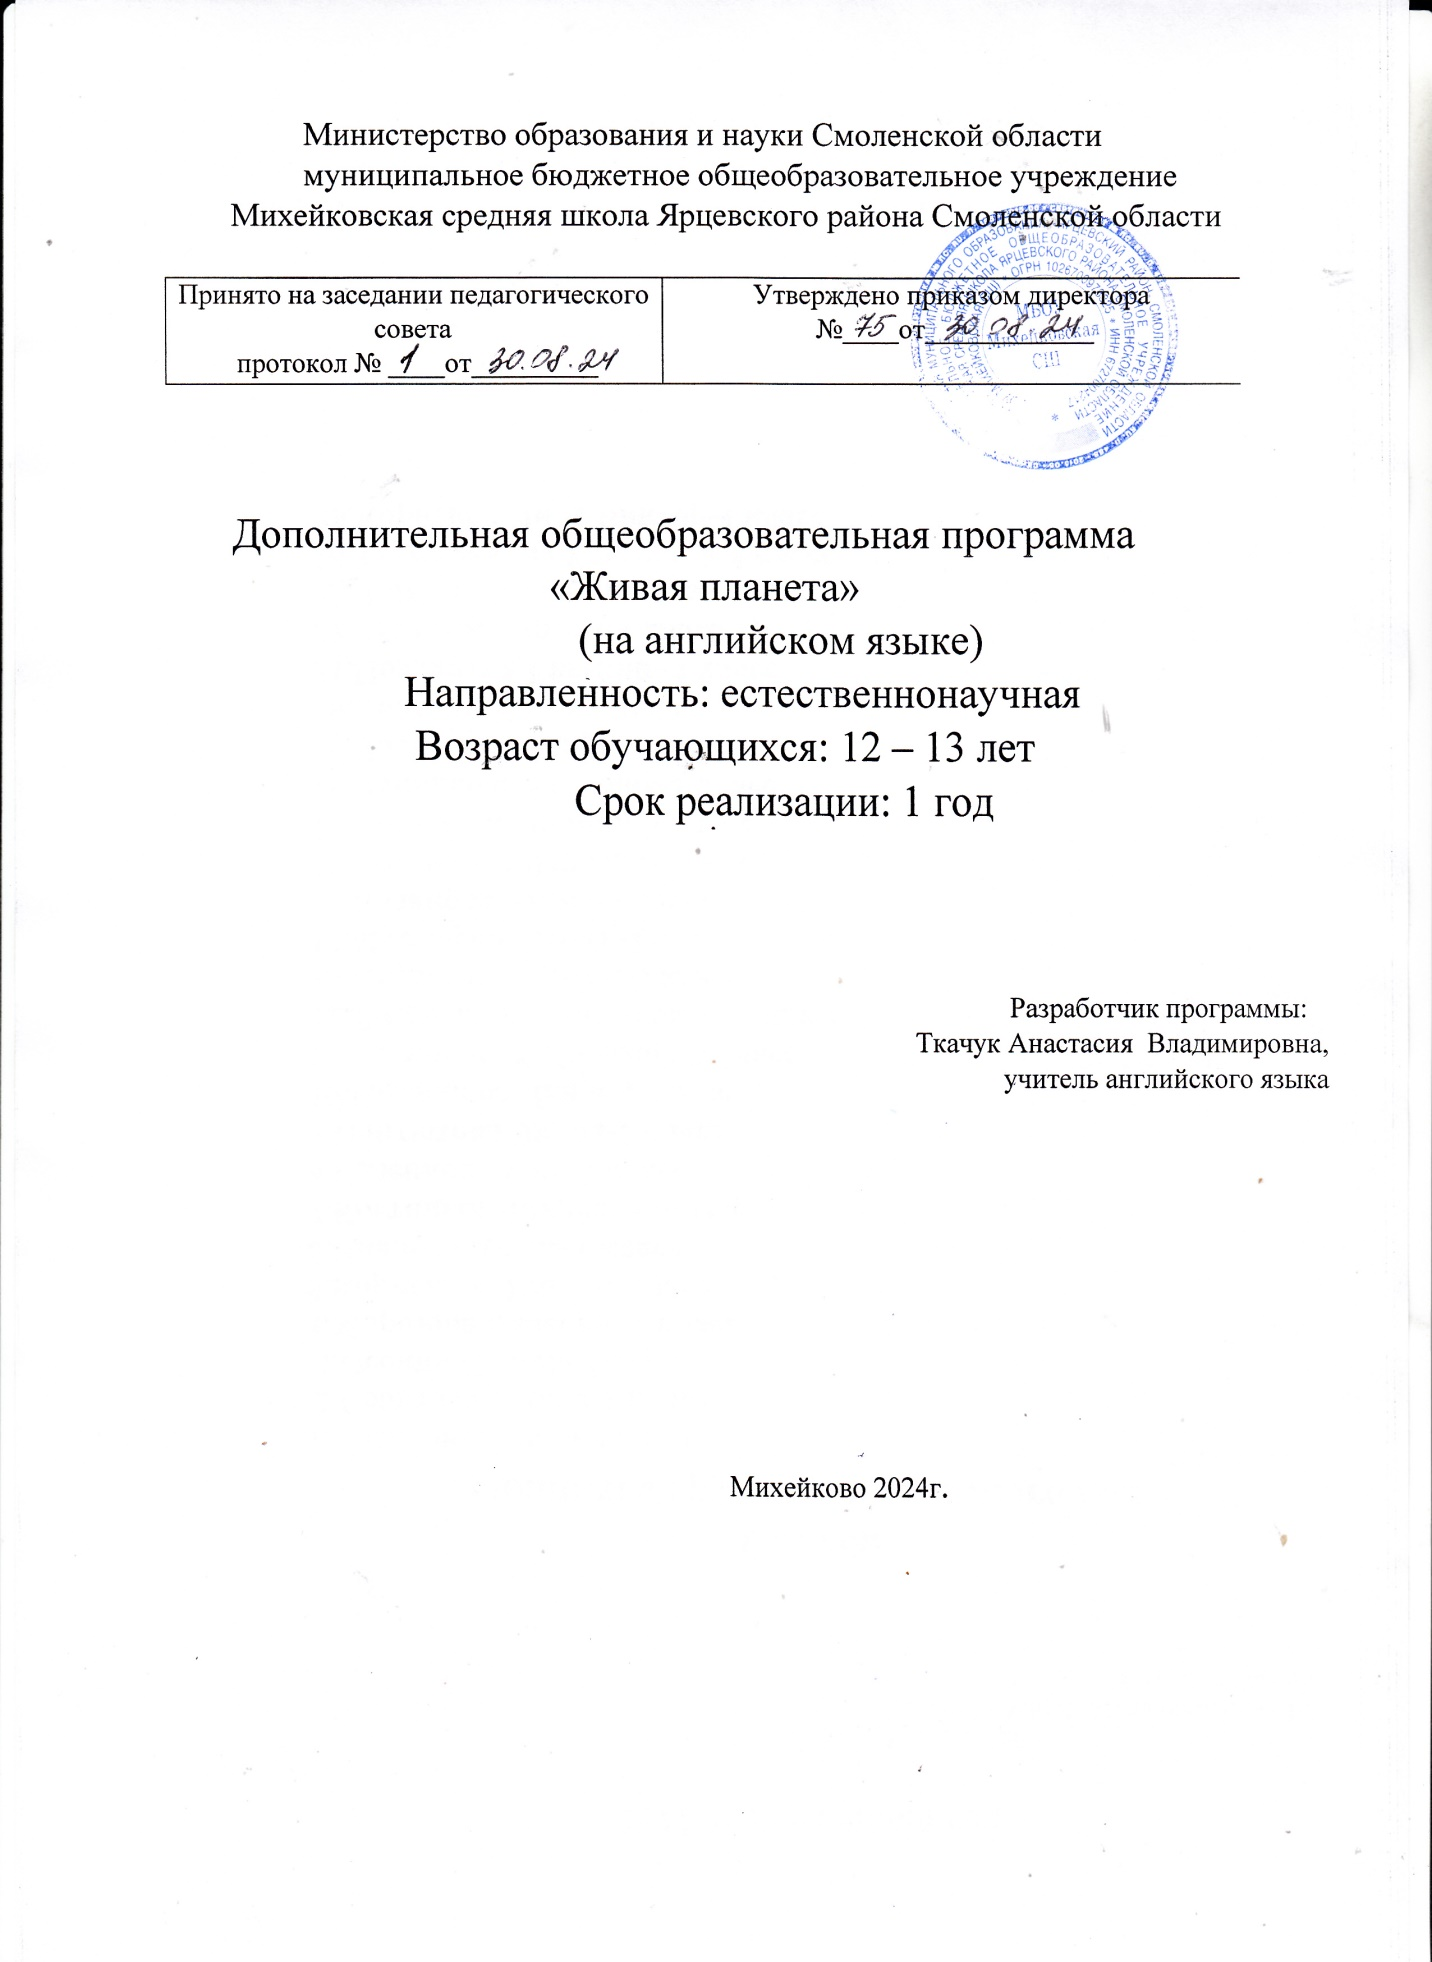 Министерство образования и науки Смоленской области
муниципальное бюджетное общеобразовательное учреждение
Михейковская средняя школа Ярцевского района Смоленской области
Принято на заседании педагогического
совета
протокол № 1 от 30.08.24
Утверждено приказом директора
№ 75 от 30 08 24
МБОУ
Михейковская
СШ
Дополнительная общеобразовательная программа
«Живая планета»
(на английском языке)
Направленность: естественнонаучная
Возраст обучающихся: 12 – 13 лет
Срок реализации: 1 год
Разработчик программы:
Ткачук Анастасия Владимировна,
учитель английского языка
Михейково 2024г.